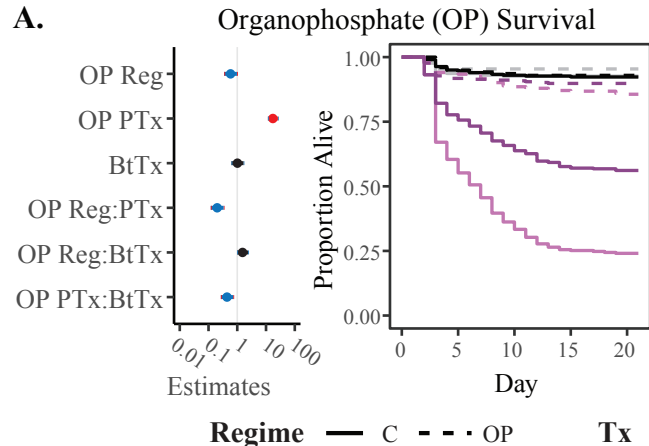 A. Organophosphate (OP) Survival
OP Reg
OP PTx
BtTx
OP Reg:PTx
OP Reg:BtTx
OP PTx:BtTx
0.01 0.1 1 10 100
Estimates
Proportion Alive
1.00
0.75
0.50
0.25
0.00
0 5 10 15 20
Day
Regime C OP Tx